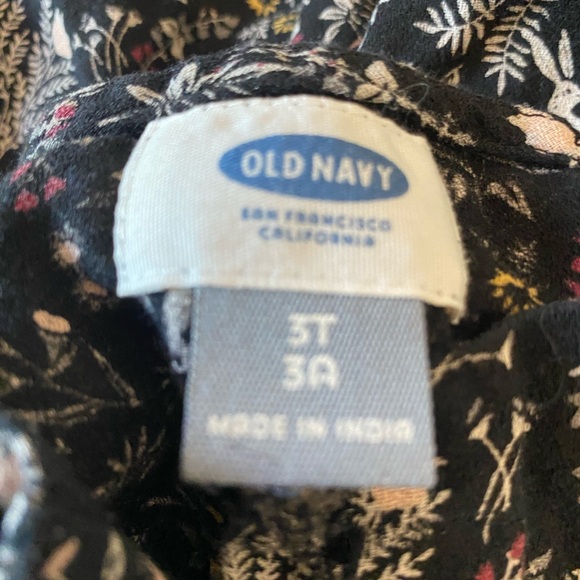 OLD NAVY
SAN FRANCISCO
CALIFORNIA
3T
3A
MADE IN INDIA